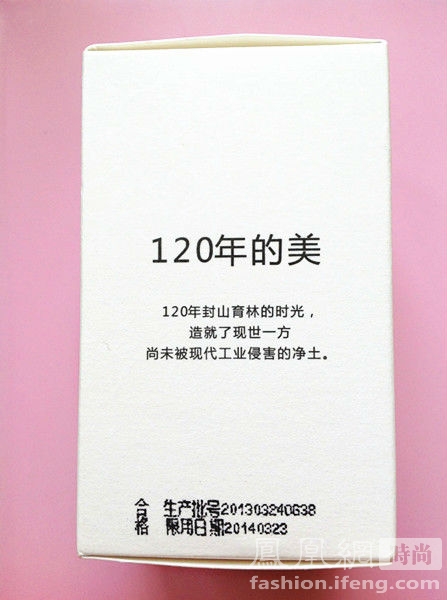 120年的美
120年封山育林的时光，
造就了现世一方
尚未被现代工业侵害的净土。
合格 生产批号201303240638
限用日期20140323
鳳凰網 時尚
fashion.ifeng.com